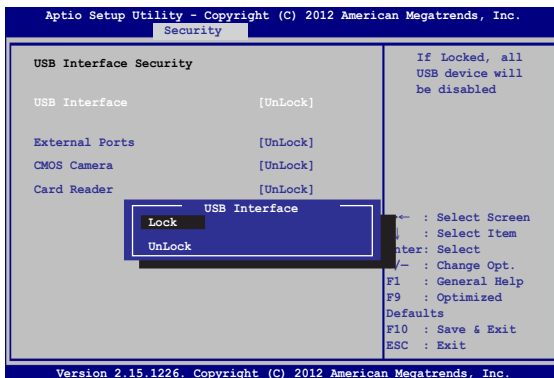 Aptio Setup Utility - Copyright (C) 2012 American Megatrends, Inc.
Security
USB Interface Security
USB Interface [UnLock]
External Ports [UnLock]
CMOS Camera [UnLock]
Card Reader [UnLock]
USB Interface
Lock
UnLock
If Locked, all
USB device will
be disabled
← : Select Screen
↓ : Select Item
nter: Select
/— : Change Opt.
F1 : General Help
F9 : Optimized
Defaults
F10 : Save & Exit
ESC : Exit
Version 2.15.1226. Copyright (C) 2012 American Megatrends, Inc.